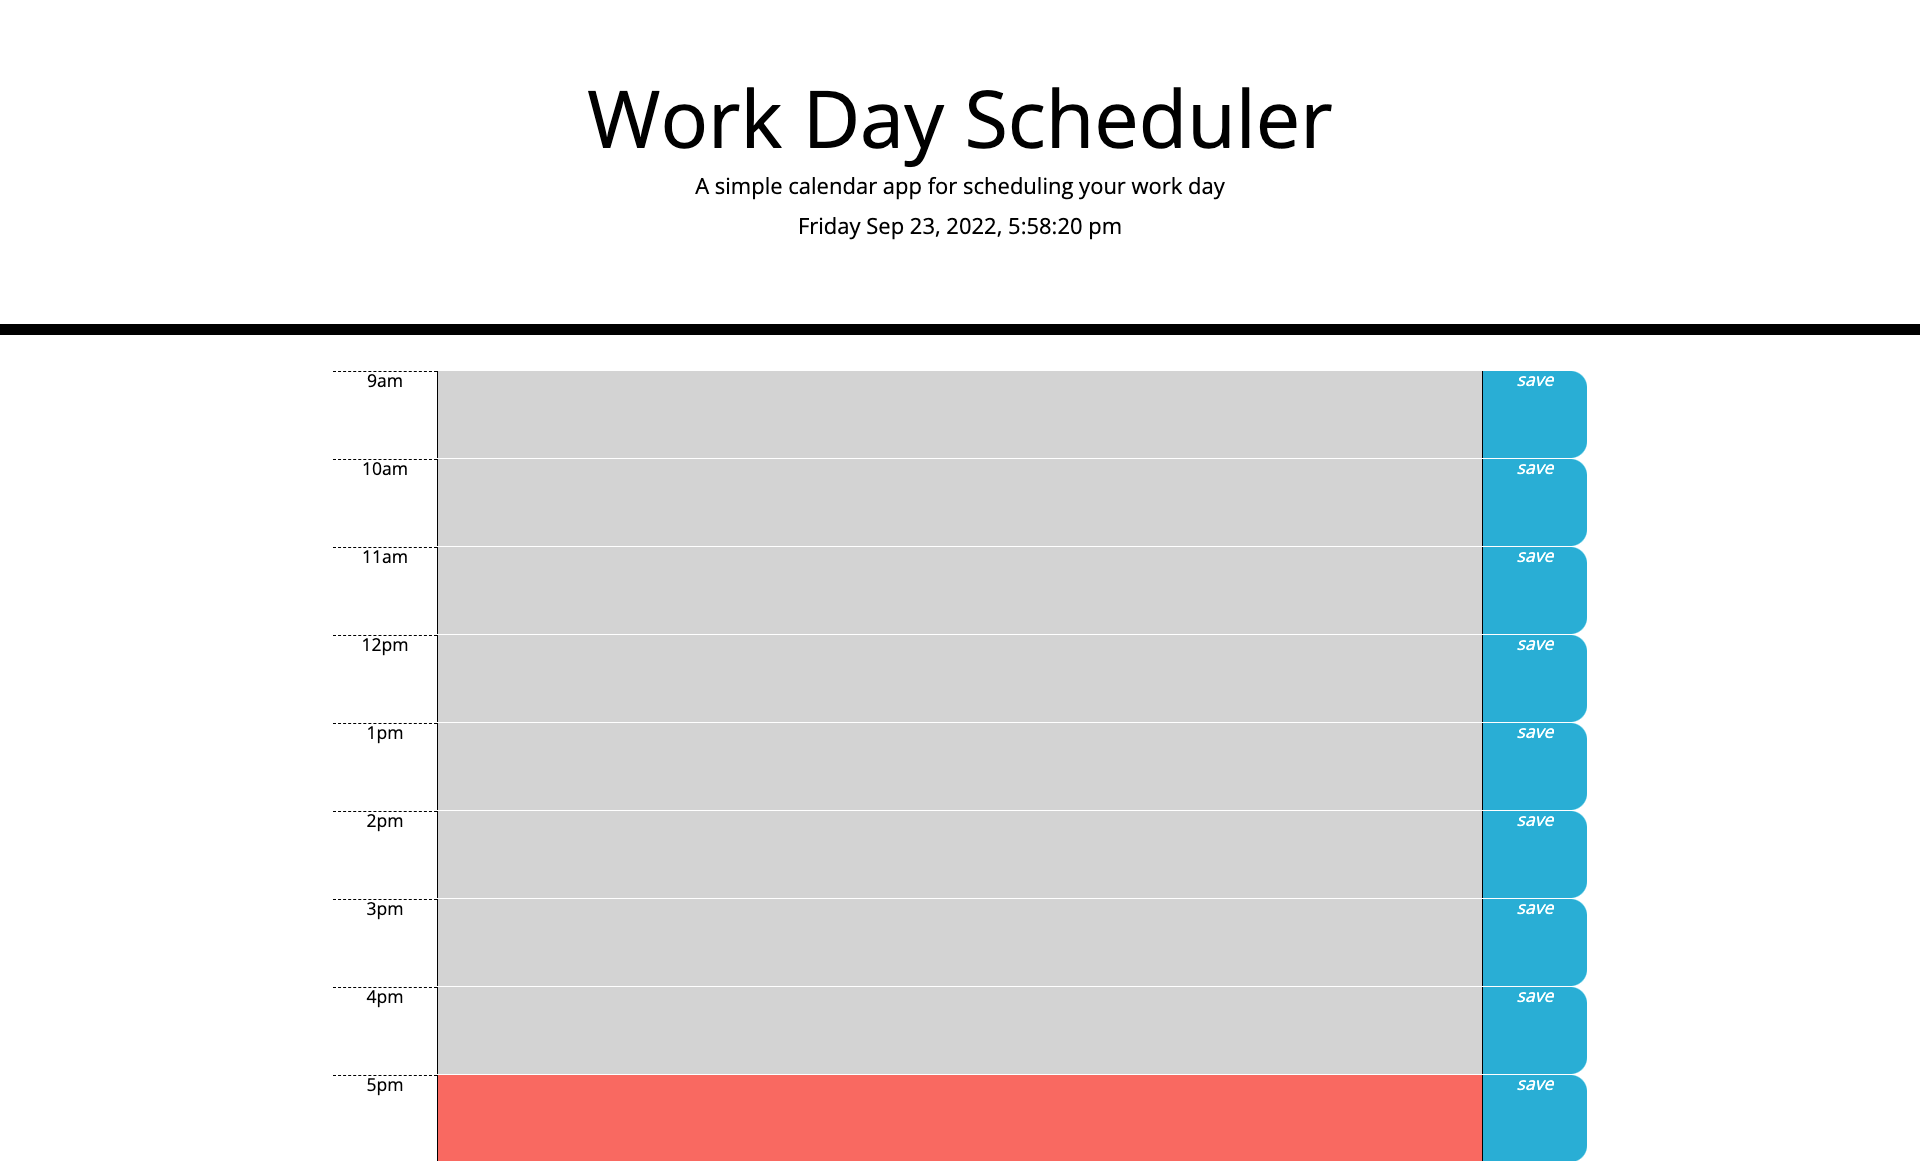 Work Day Scheduler
A simple calendar app for scheduling your work day
Friday Sep 23, 2022, 5:58:20 pm
9am save
10am save
11am save
12pm save
1pm save
2pm save
3pm save
4pm save
5pm save